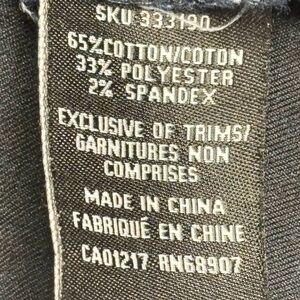 SKU 333190
65%COTTON/COTON
33% POLYESTER
2% SPANDEX
EXCLUSIVE OF TRIMS/
GARNITURES NON
COMPRISES
MADE IN CHINA
FABRIQUÉ EN CHINE
CA01217 RN68907